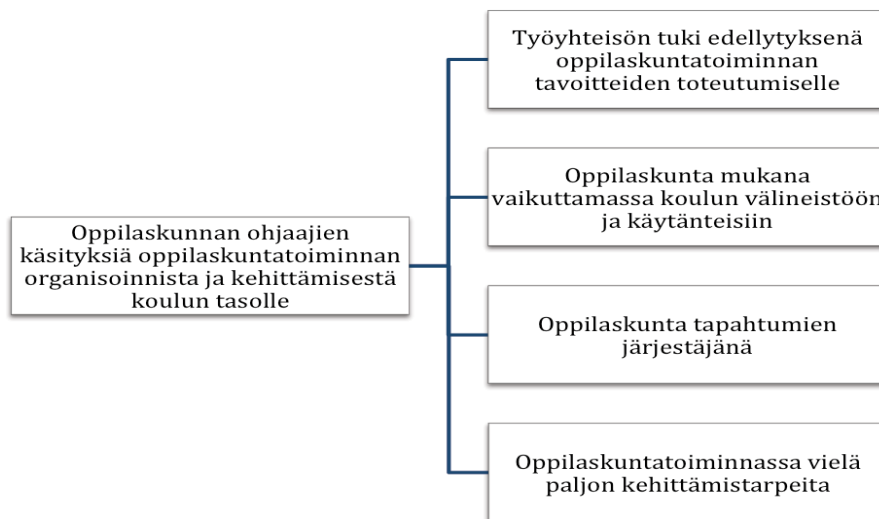 Oppilaskunnan ohjaajien
käsityksiä oppilaskuntatoiminnan
organisoinnista ja kehittämisestä
koulun tasolle
Työyhteisön tuki edellytyksenä
oppilaskuntatoiminnan
tavoitteiden toteutumiselle
Oppilaskunta mukana
vaikuttamassa koulun välineistöön
ja käytänteisiin
Oppilaskunta tapahtumien
järjestäjänä
Oppilaskuntatoiminnassa vielä
paljon kehittämistarpeita